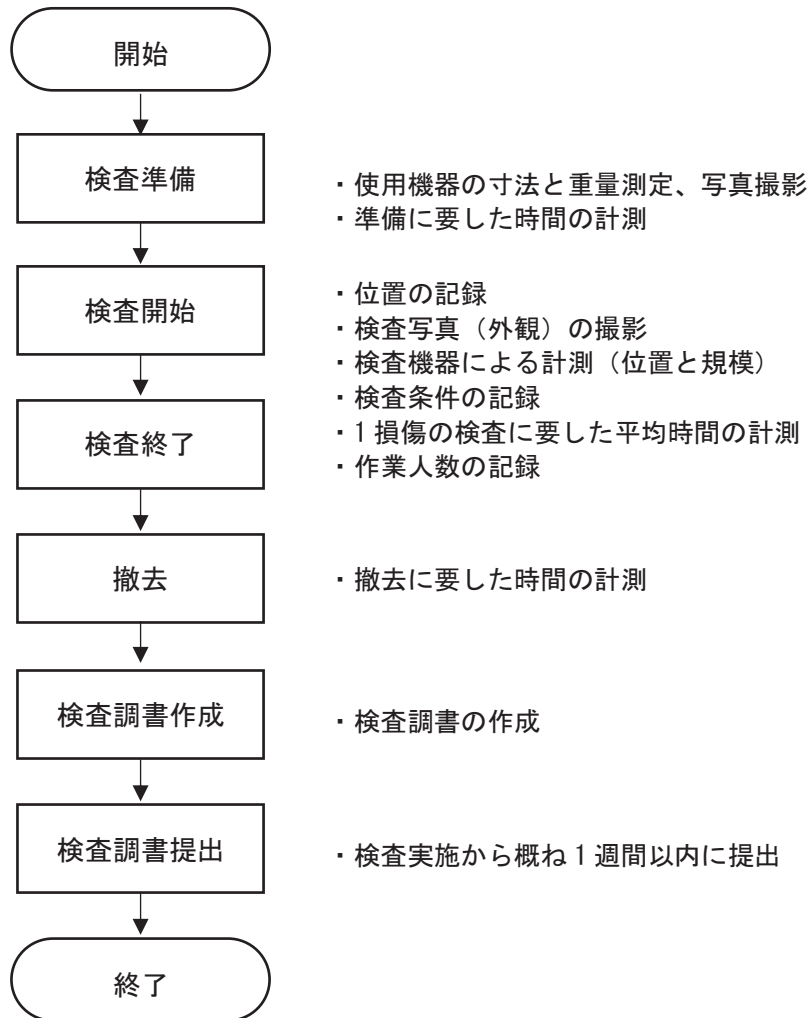 開始
検査準備
・使用機器の寸法と重量測定、写真撮影
・準備に要した時間の計測
検査開始
・位置の記録
・検査写真（外観）の撮影
・検査機器による計測（位置と規模）
・検査条件の記録
検査終了
・1損傷の検査に要した平均時間の計測
・作業人数の記録
撤去
・撤去に要した時間の計測
検査調書作成
・検査調書の作成
検査調書提出
・検査実施から概ね1週間以内に提出
終了